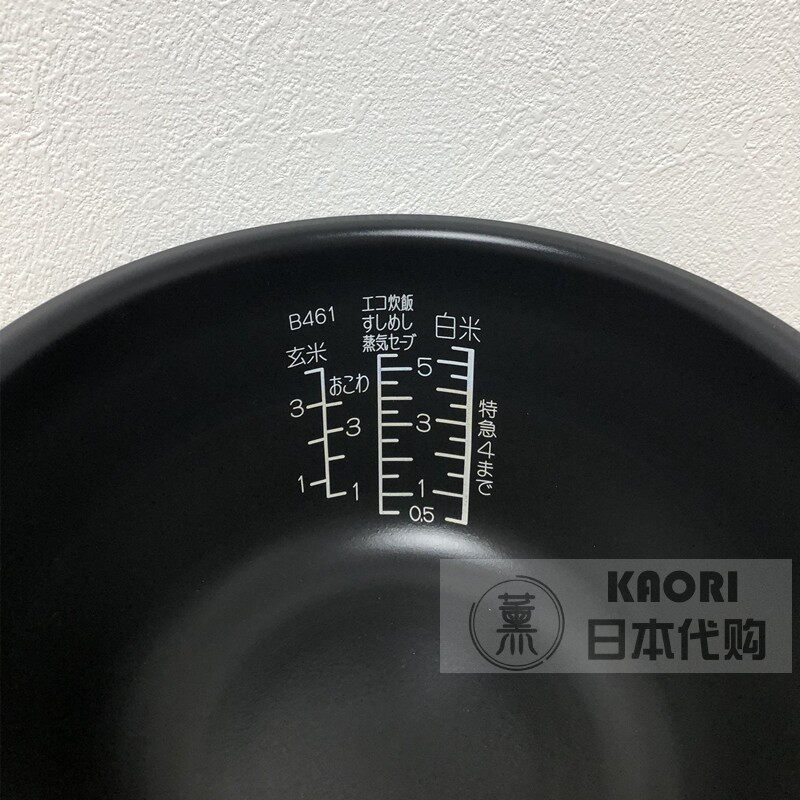 B461
玄米
おこわ
3
3
1
1
エコ炊飯
すしめし
蒸気セーブ
白米
5
3
1
0.5
特急4まで
KAORI
薫
日本代购